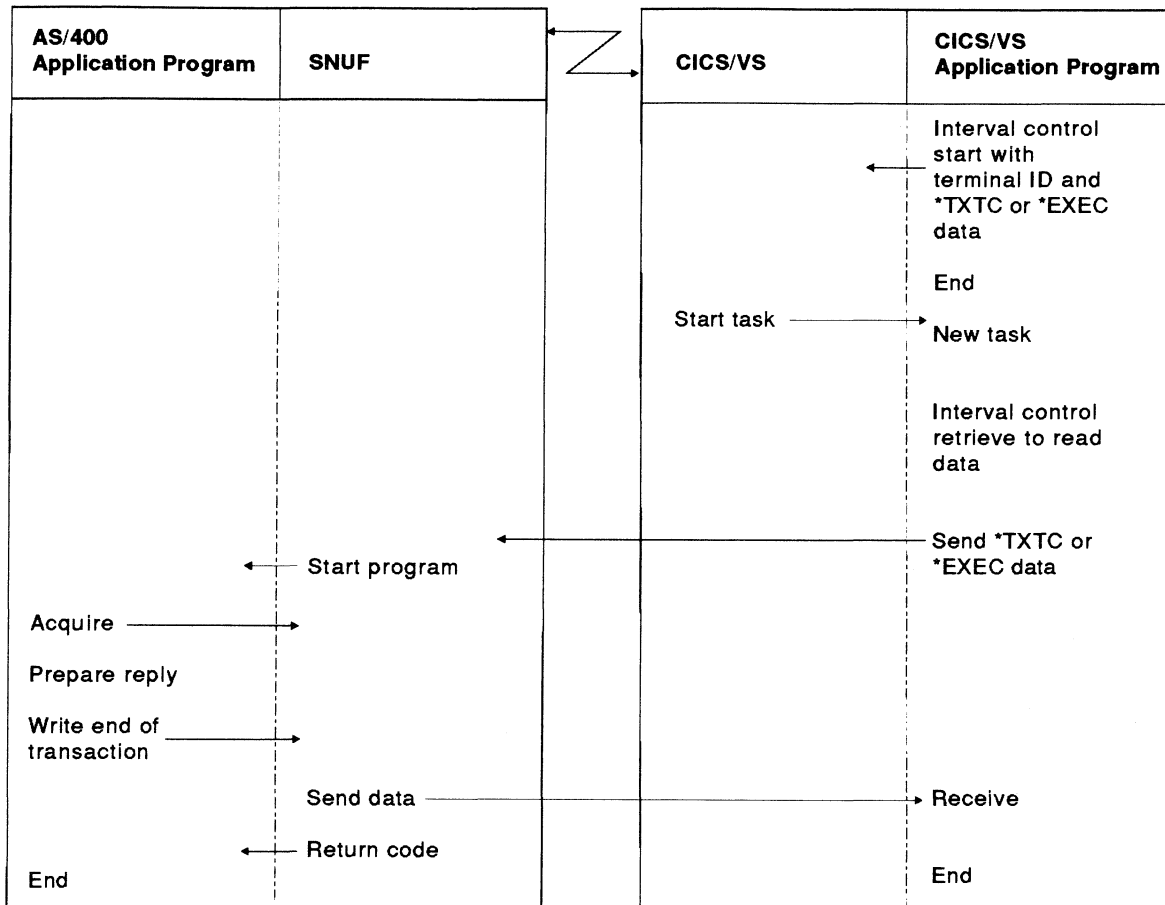 AS/400
Application Program
SNUF
CICS/VS
CICS/VS
Application Program
Interval control
start with
terminal ID and
*TXTC or *EXEC
data
End
Start task
New task
Interval control
retrieve to read
data
Send *TXTC or
*EXEC data
Start program
Acquire
Prepare reply
Write end of
transaction
Send data
Receive
Return code
End
End